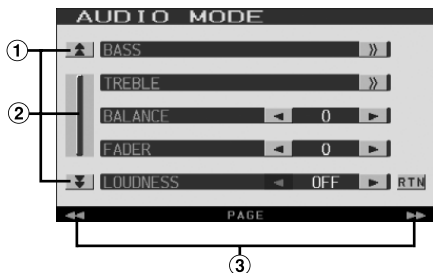 AUDIO MODE
1 BASS »
TREBLE »
2 BALANCE 0
FADER 0
LOUDNESS OFF RTN
PAGE
3